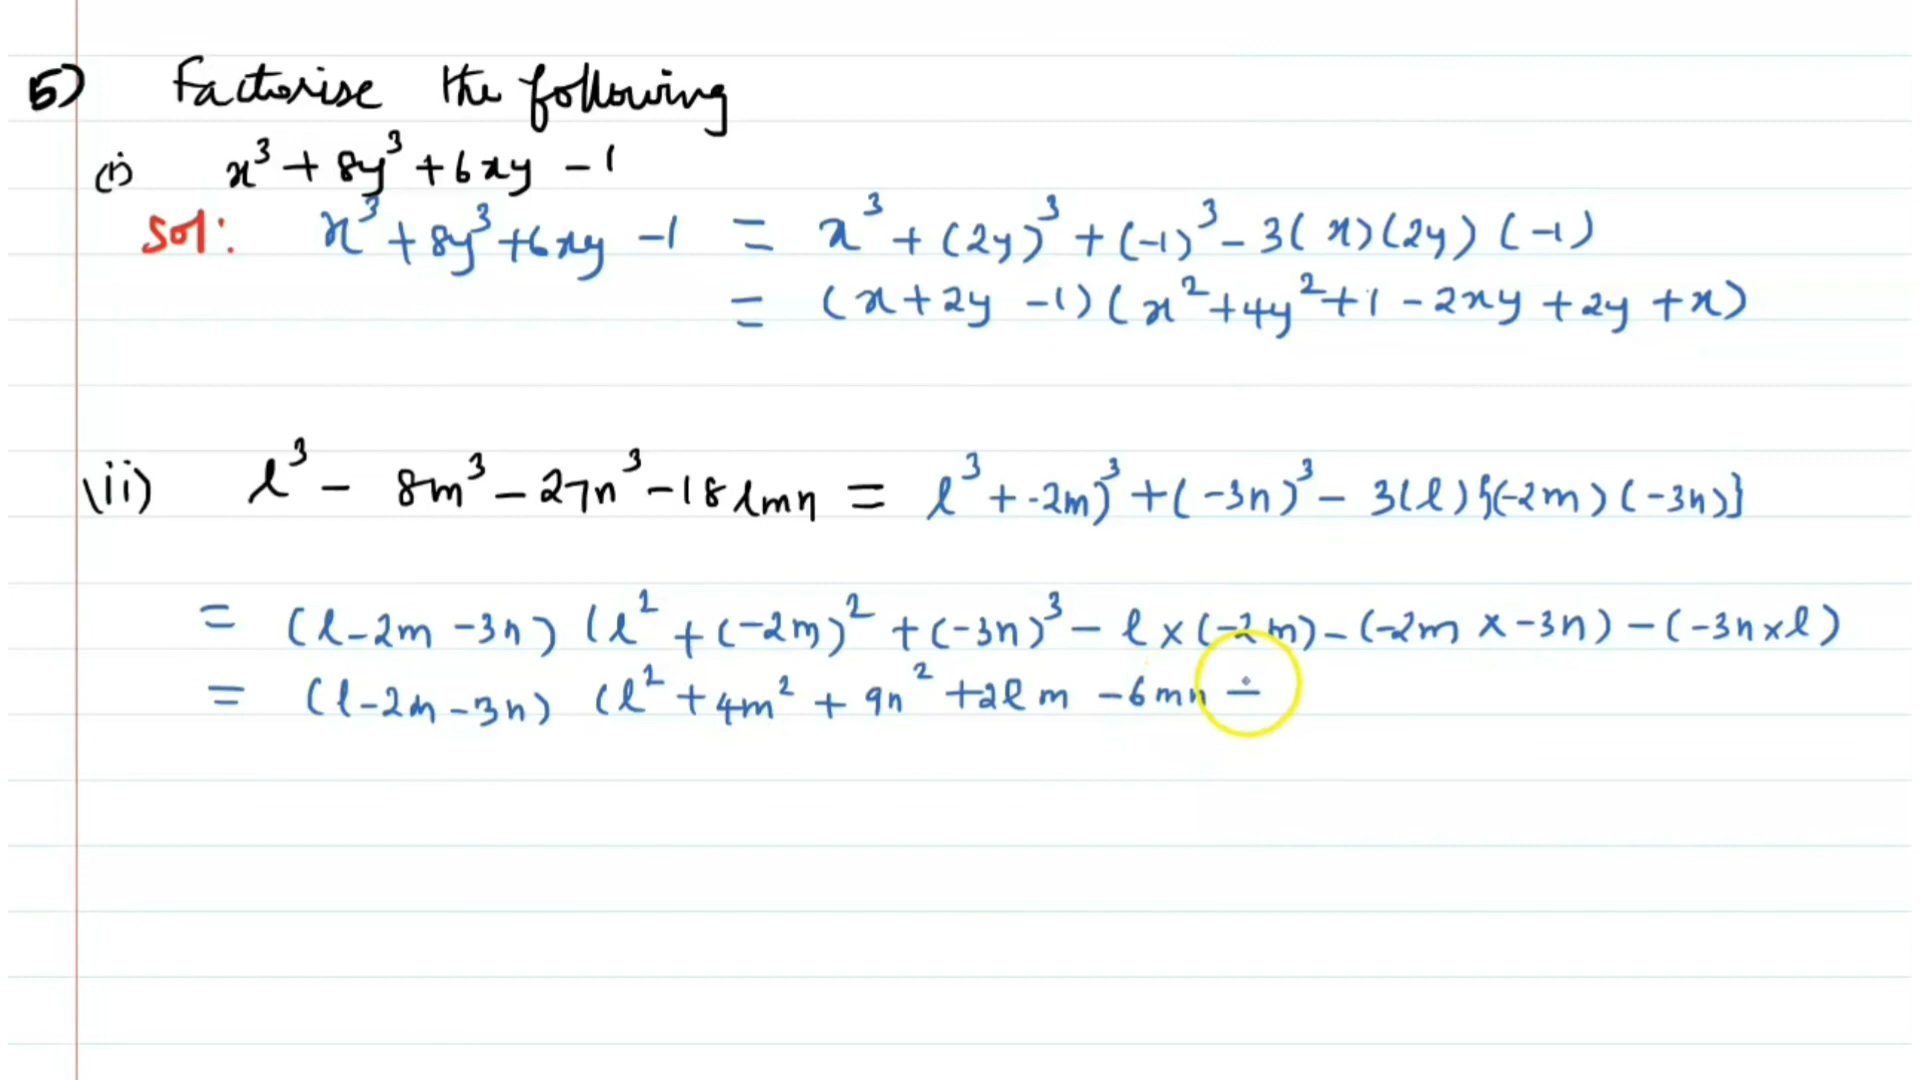 5) Factorise the following
(i) x³ + 8y³ + 6xy - 1
Sol: x³ + 8y³ + 6xy - 1 = x³ + (2y)³ + (-1)³ - 3(x)(2y)(-1)
= (x + 2y - 1)(x² + 4y² + 1 - 2xy + 2y + x)
(ii) l³ - 8m³ - 27n³ - 18lmn = l³ + -2m)³ + (-3n)³ - 3(l){(-2m)(-3n)}
= (l - 2m - 3n) (l² + (-2m)² + (-3n)³ - l × (-2m) - (-2m × -3n) - (-3n × l)
= (l - 2m - 3n) (l² + 4m² + 9n² + 2lm - 6mn -